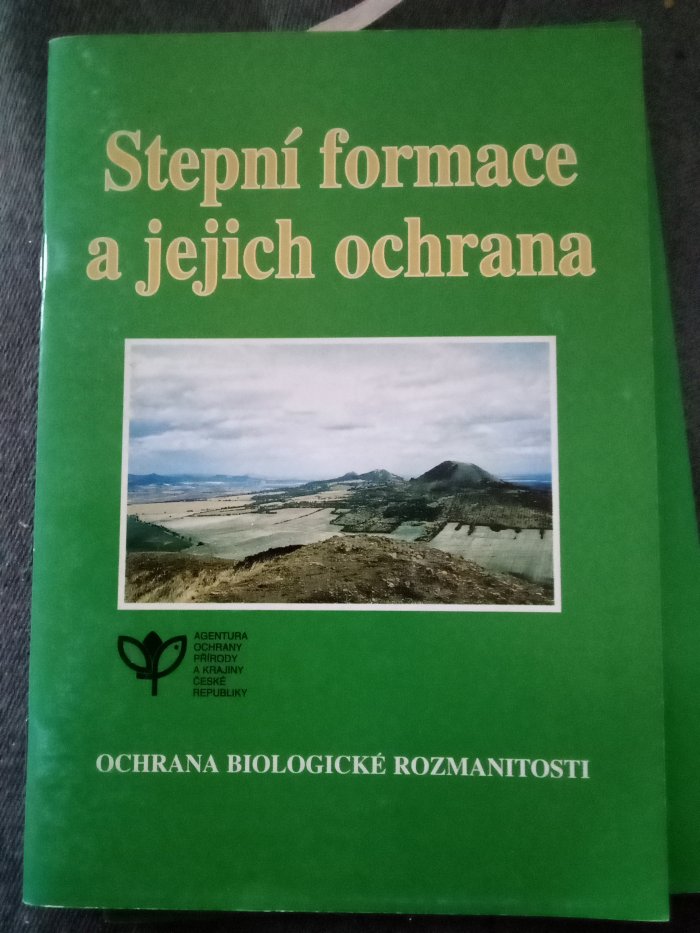 Stepní formace
a jejich ochrana
AGENTURA
OCHRANY
PŘÍRODY
A KRAJINY
ČESKÉ
REPUBLIKY
OCHRANA BIOLOGICKÉ ROZMANITOSTI